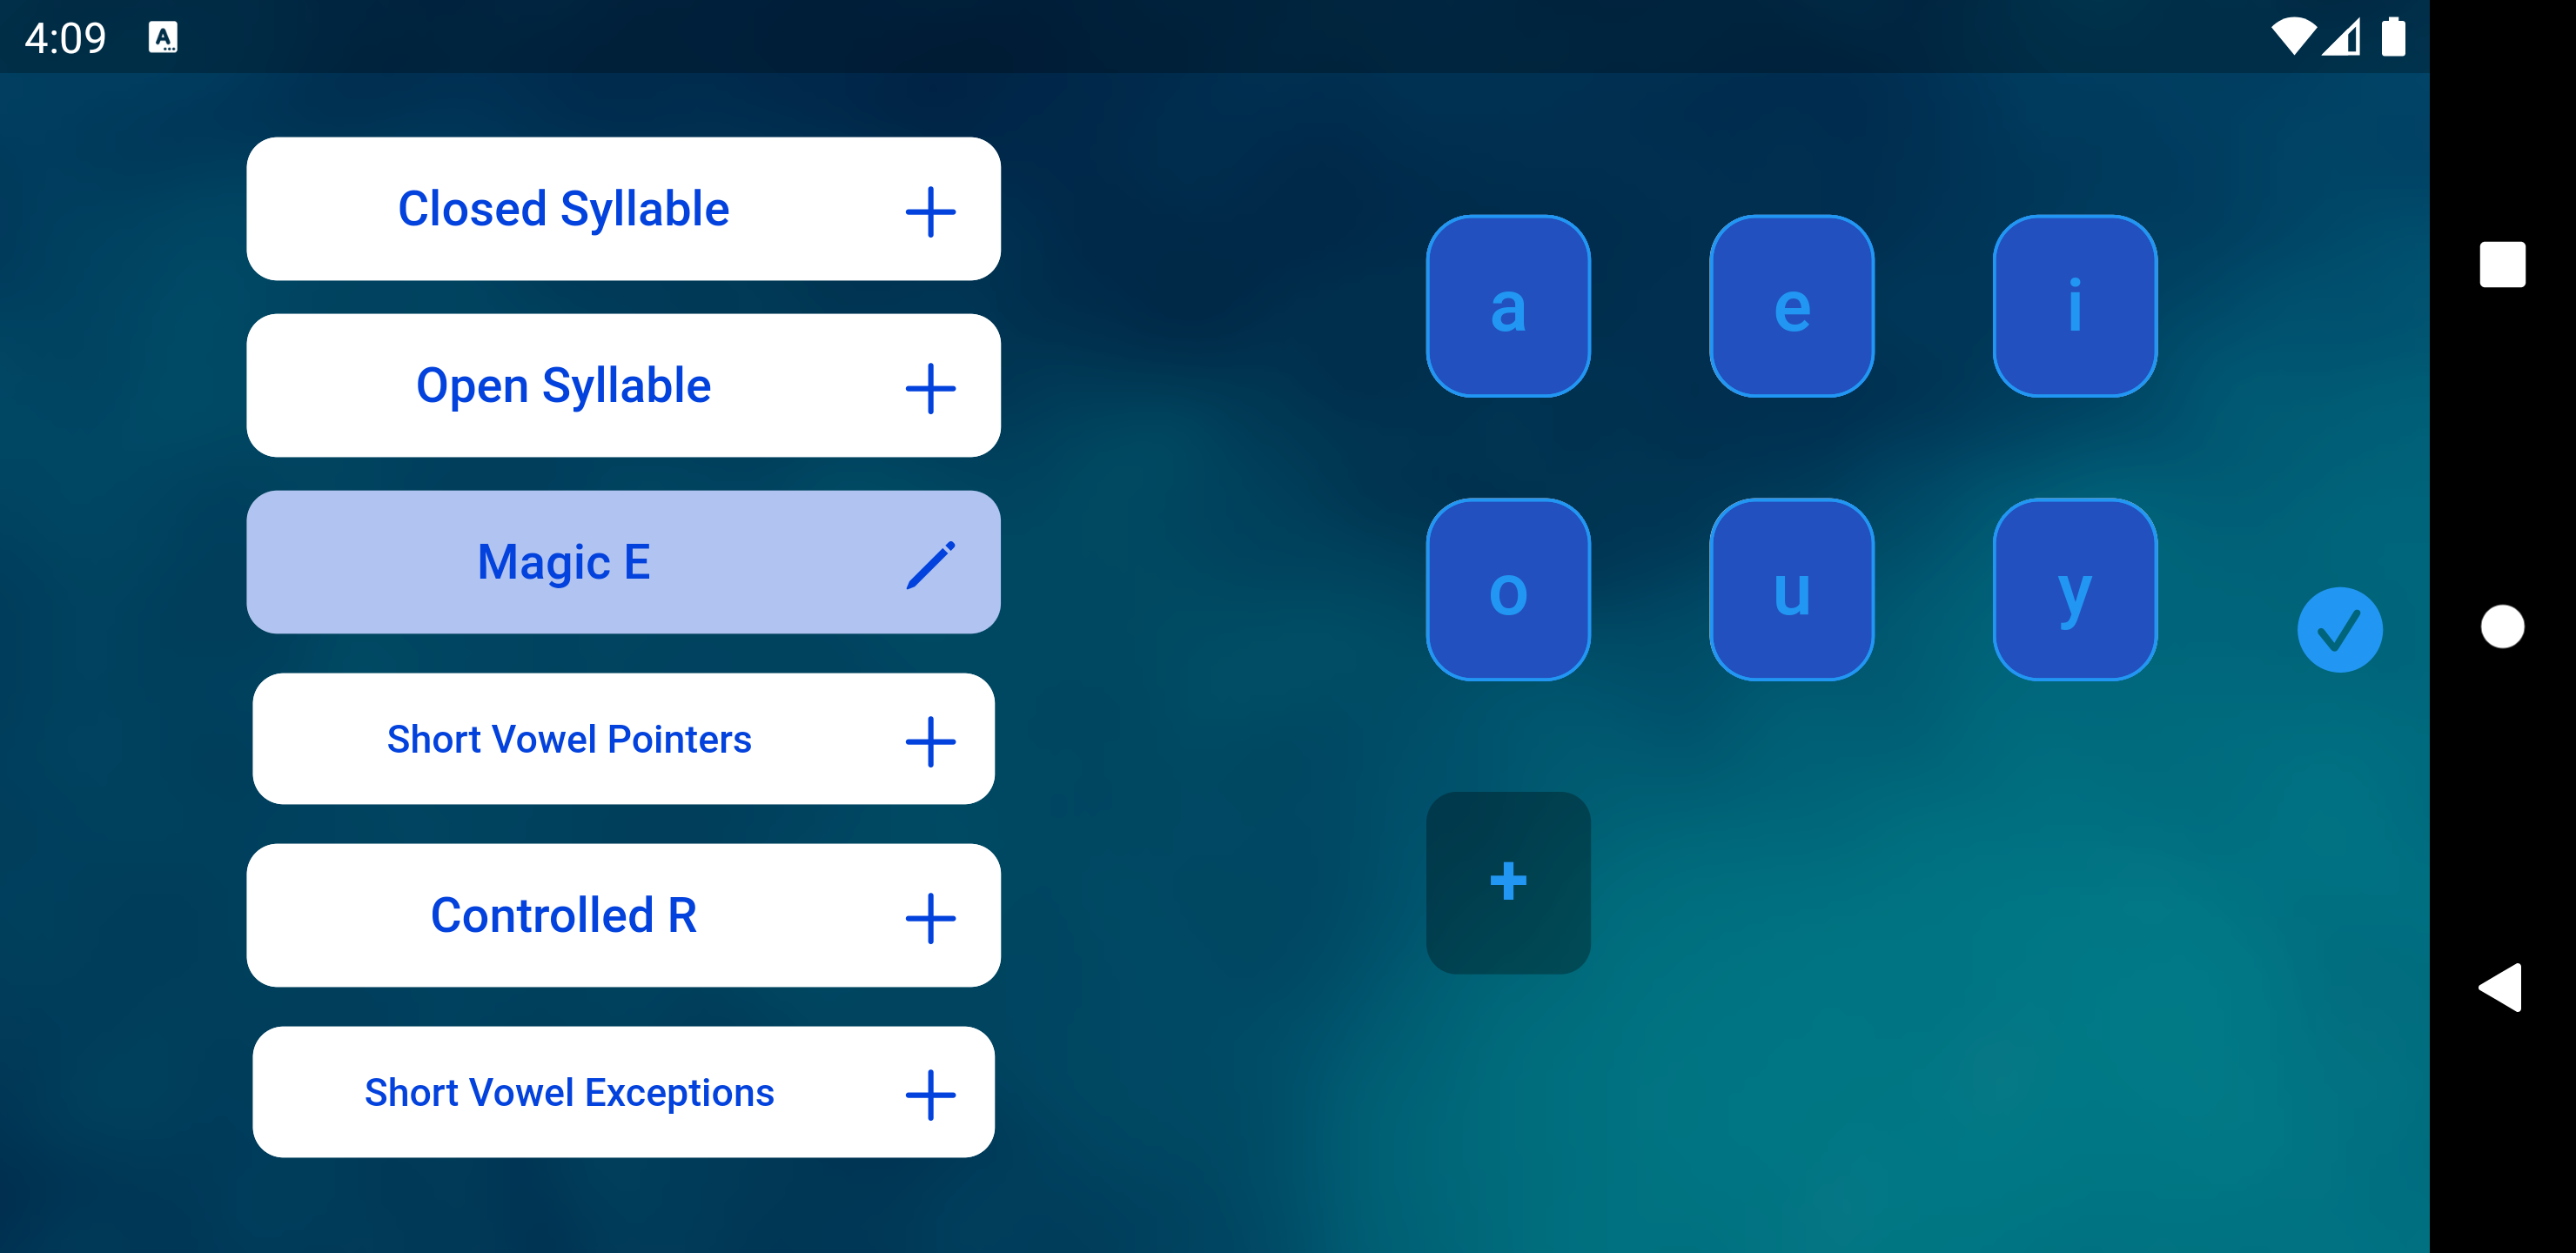 4:09
Closed Syllable
Open Syllable
Magic E
Short Vowel Pointers
Controlled R
Short Vowel Exceptions
a e i
o u y
+